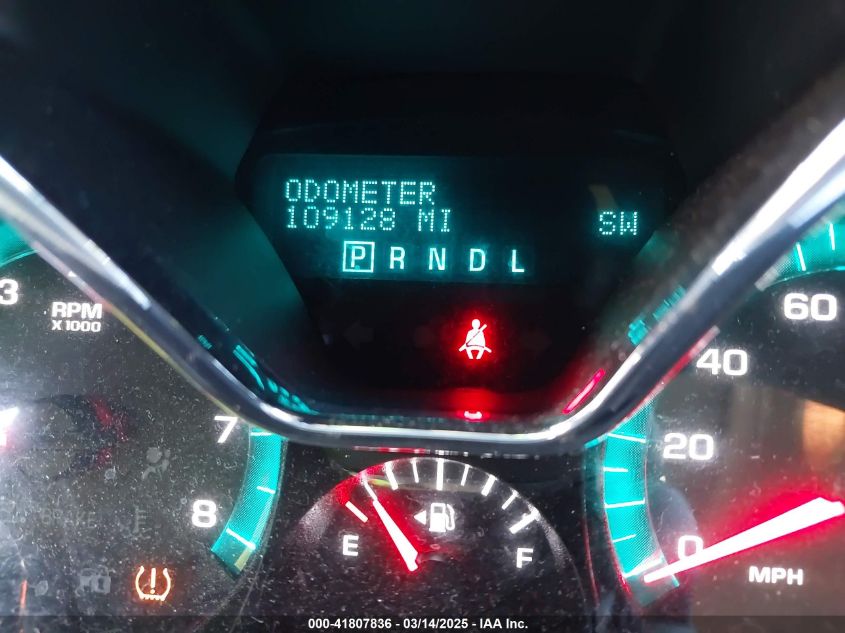 ODOMETER
109128 MI
SW
P R N D L
3
RPM
X 1000
7
8
E
F
60
40
20
0
MPH
000-41807836 - 03/14/2025 - IAA Inc.